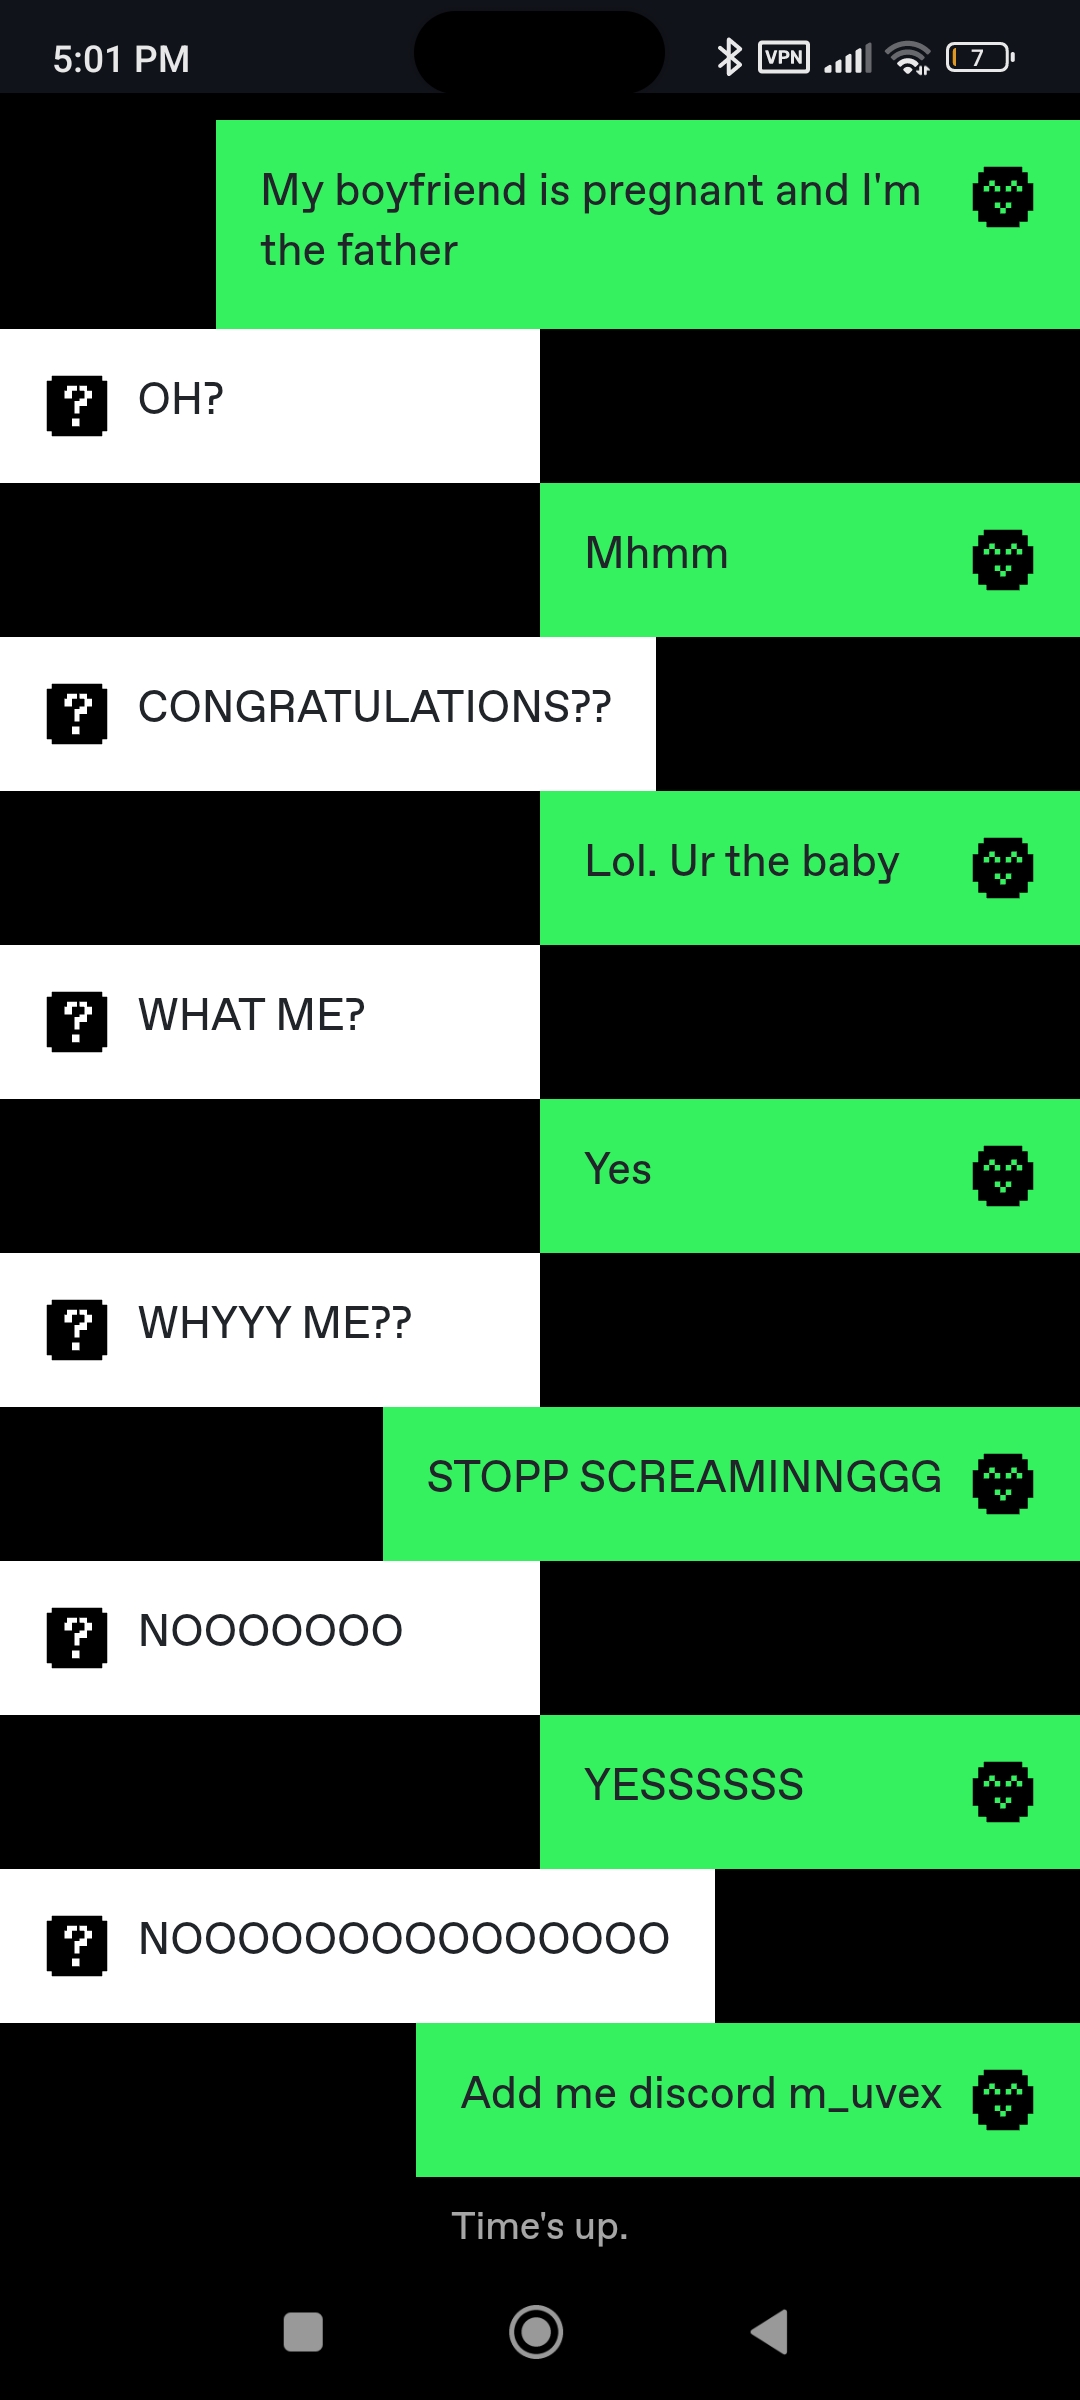 5:01 PM
VPN
7
My boyfriend is pregnant and I'm
the father
?
OH?
Mhmm
?
CONGRATULATIONS??
Lol. Ur the baby
?
WHAT ME?
Yes
?
WHYYY ME??
STOPP SCREAMINNGGG
?
NOOOOOOO
YESSSSSS
?
NOOOOOOOOOOOOOOO
Add me discord m_uvex
Time's up.